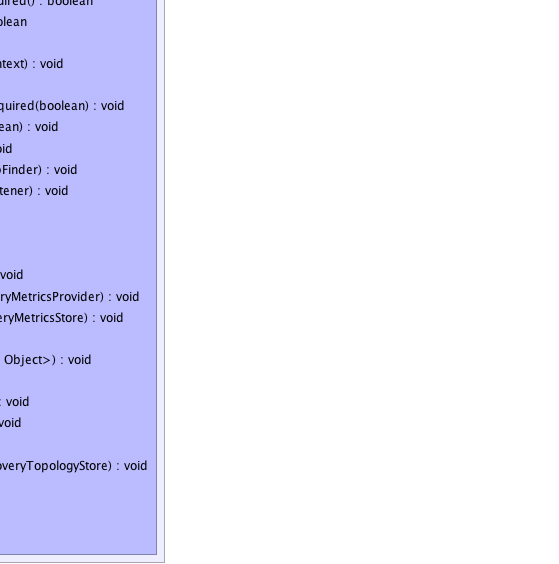 uired() : boolean
olean
ntext) : void
quired(boolean) : void
ean) : void
oid
Finder) : void
tener) : void
void
ryMetricsProvider) : void
eryMetricsStore) : void
Object>) : void
: void
void
overyTopologyStore) : void